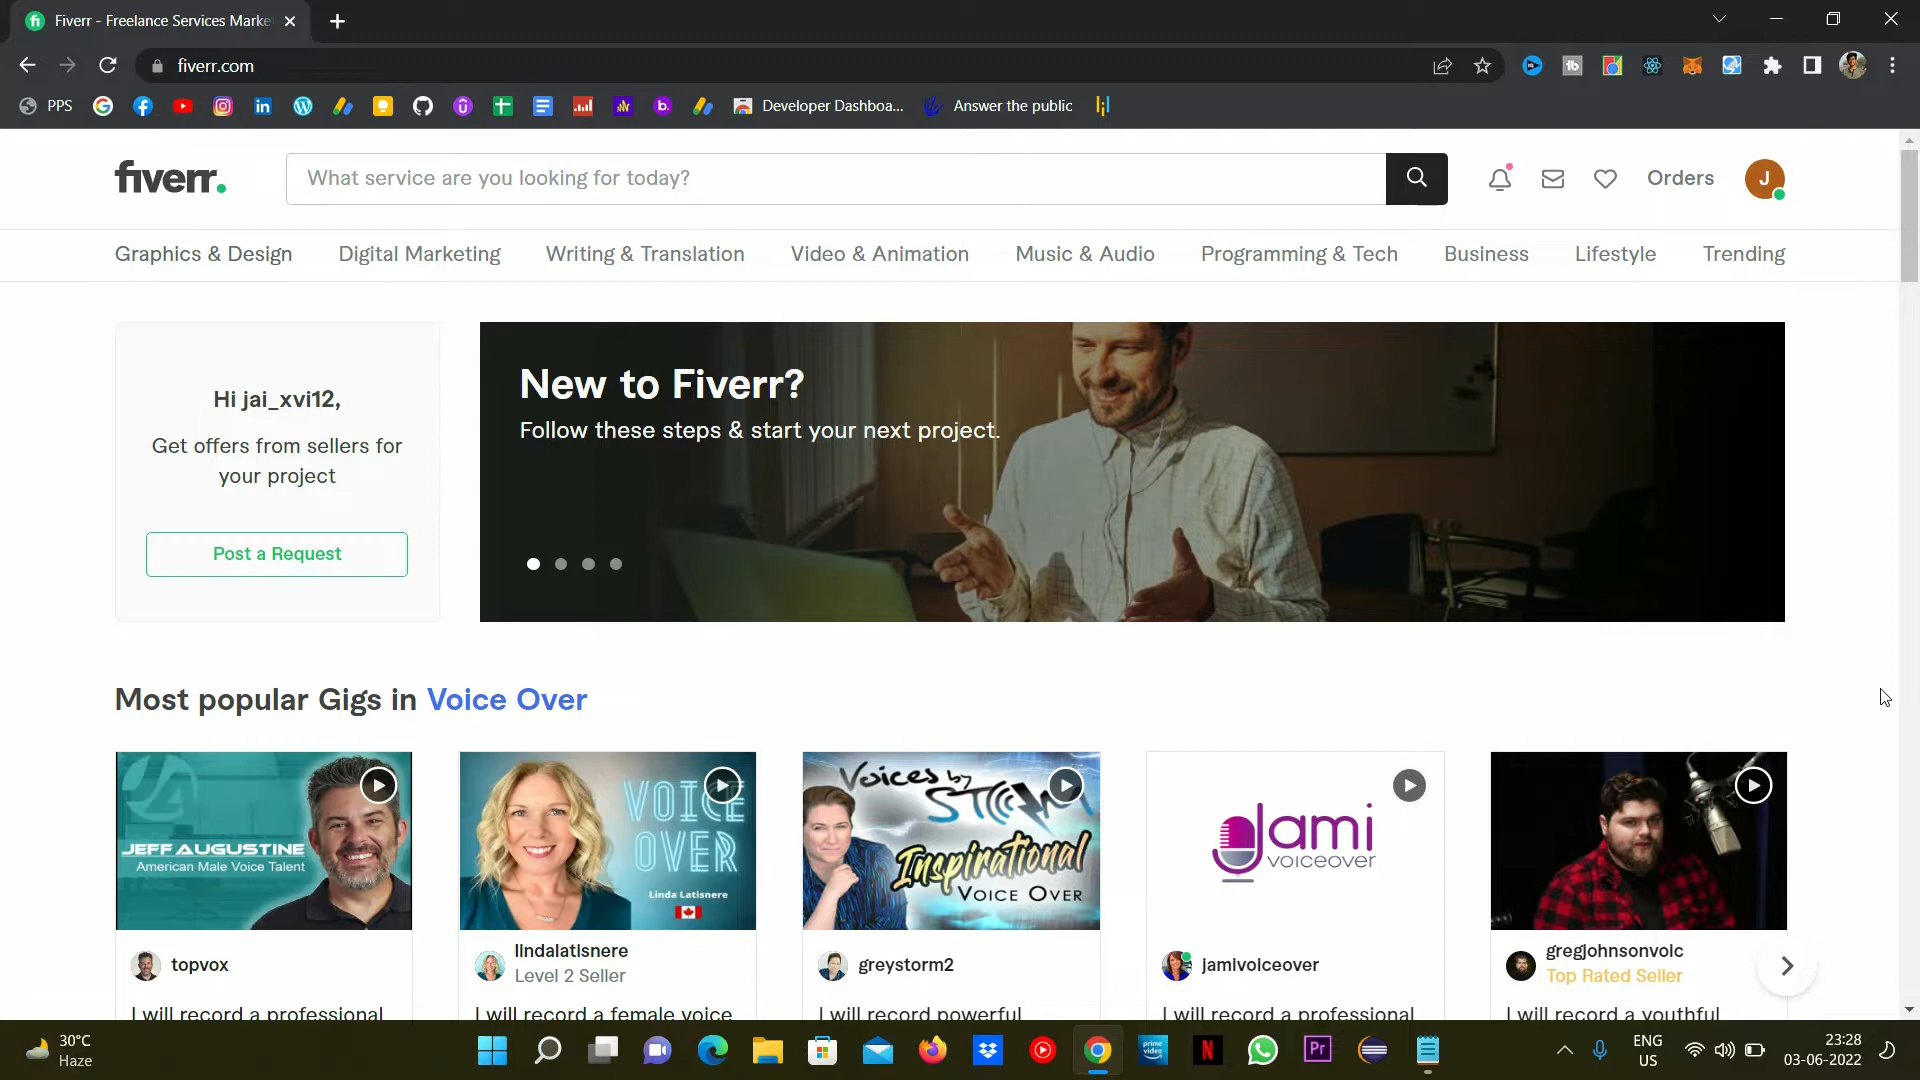 Fiverr - Freelance Services Marke
fiverr.com
PPS
Developer Dashboa...
Answer the public
fiverr.
What service are you looking for today?
Orders
J
Graphics & Design
Digital Marketing
Writing & Translation
Video & Animation
Music & Audio
Programming & Tech
Business
Lifestyle
Trending
Hi jai_xvi12,
Get offers from sellers for
your project
Post a Request
New to Fiverr?
Follow these steps & start your next project.
Most popular Gigs in Voice Over
JEFF AUGUSTINE
American Male Voice Talent
VOICE
OVER
Linda Latisnere
Voices by
STORM
Inspirational
VOICE OVER
Jami
voiceover
topvox
lindalatisnere
Level 2 Seller
greystorm2
jamivoiceover
gregjohnsonvoic
Top Rated Seller
I will record a professional
I will record a female voice
I will record powerful
I will record a professional
I will record a youthful
30°C
Haze
prime video
N
Pr
ENG
US
23:28
03-06-2022